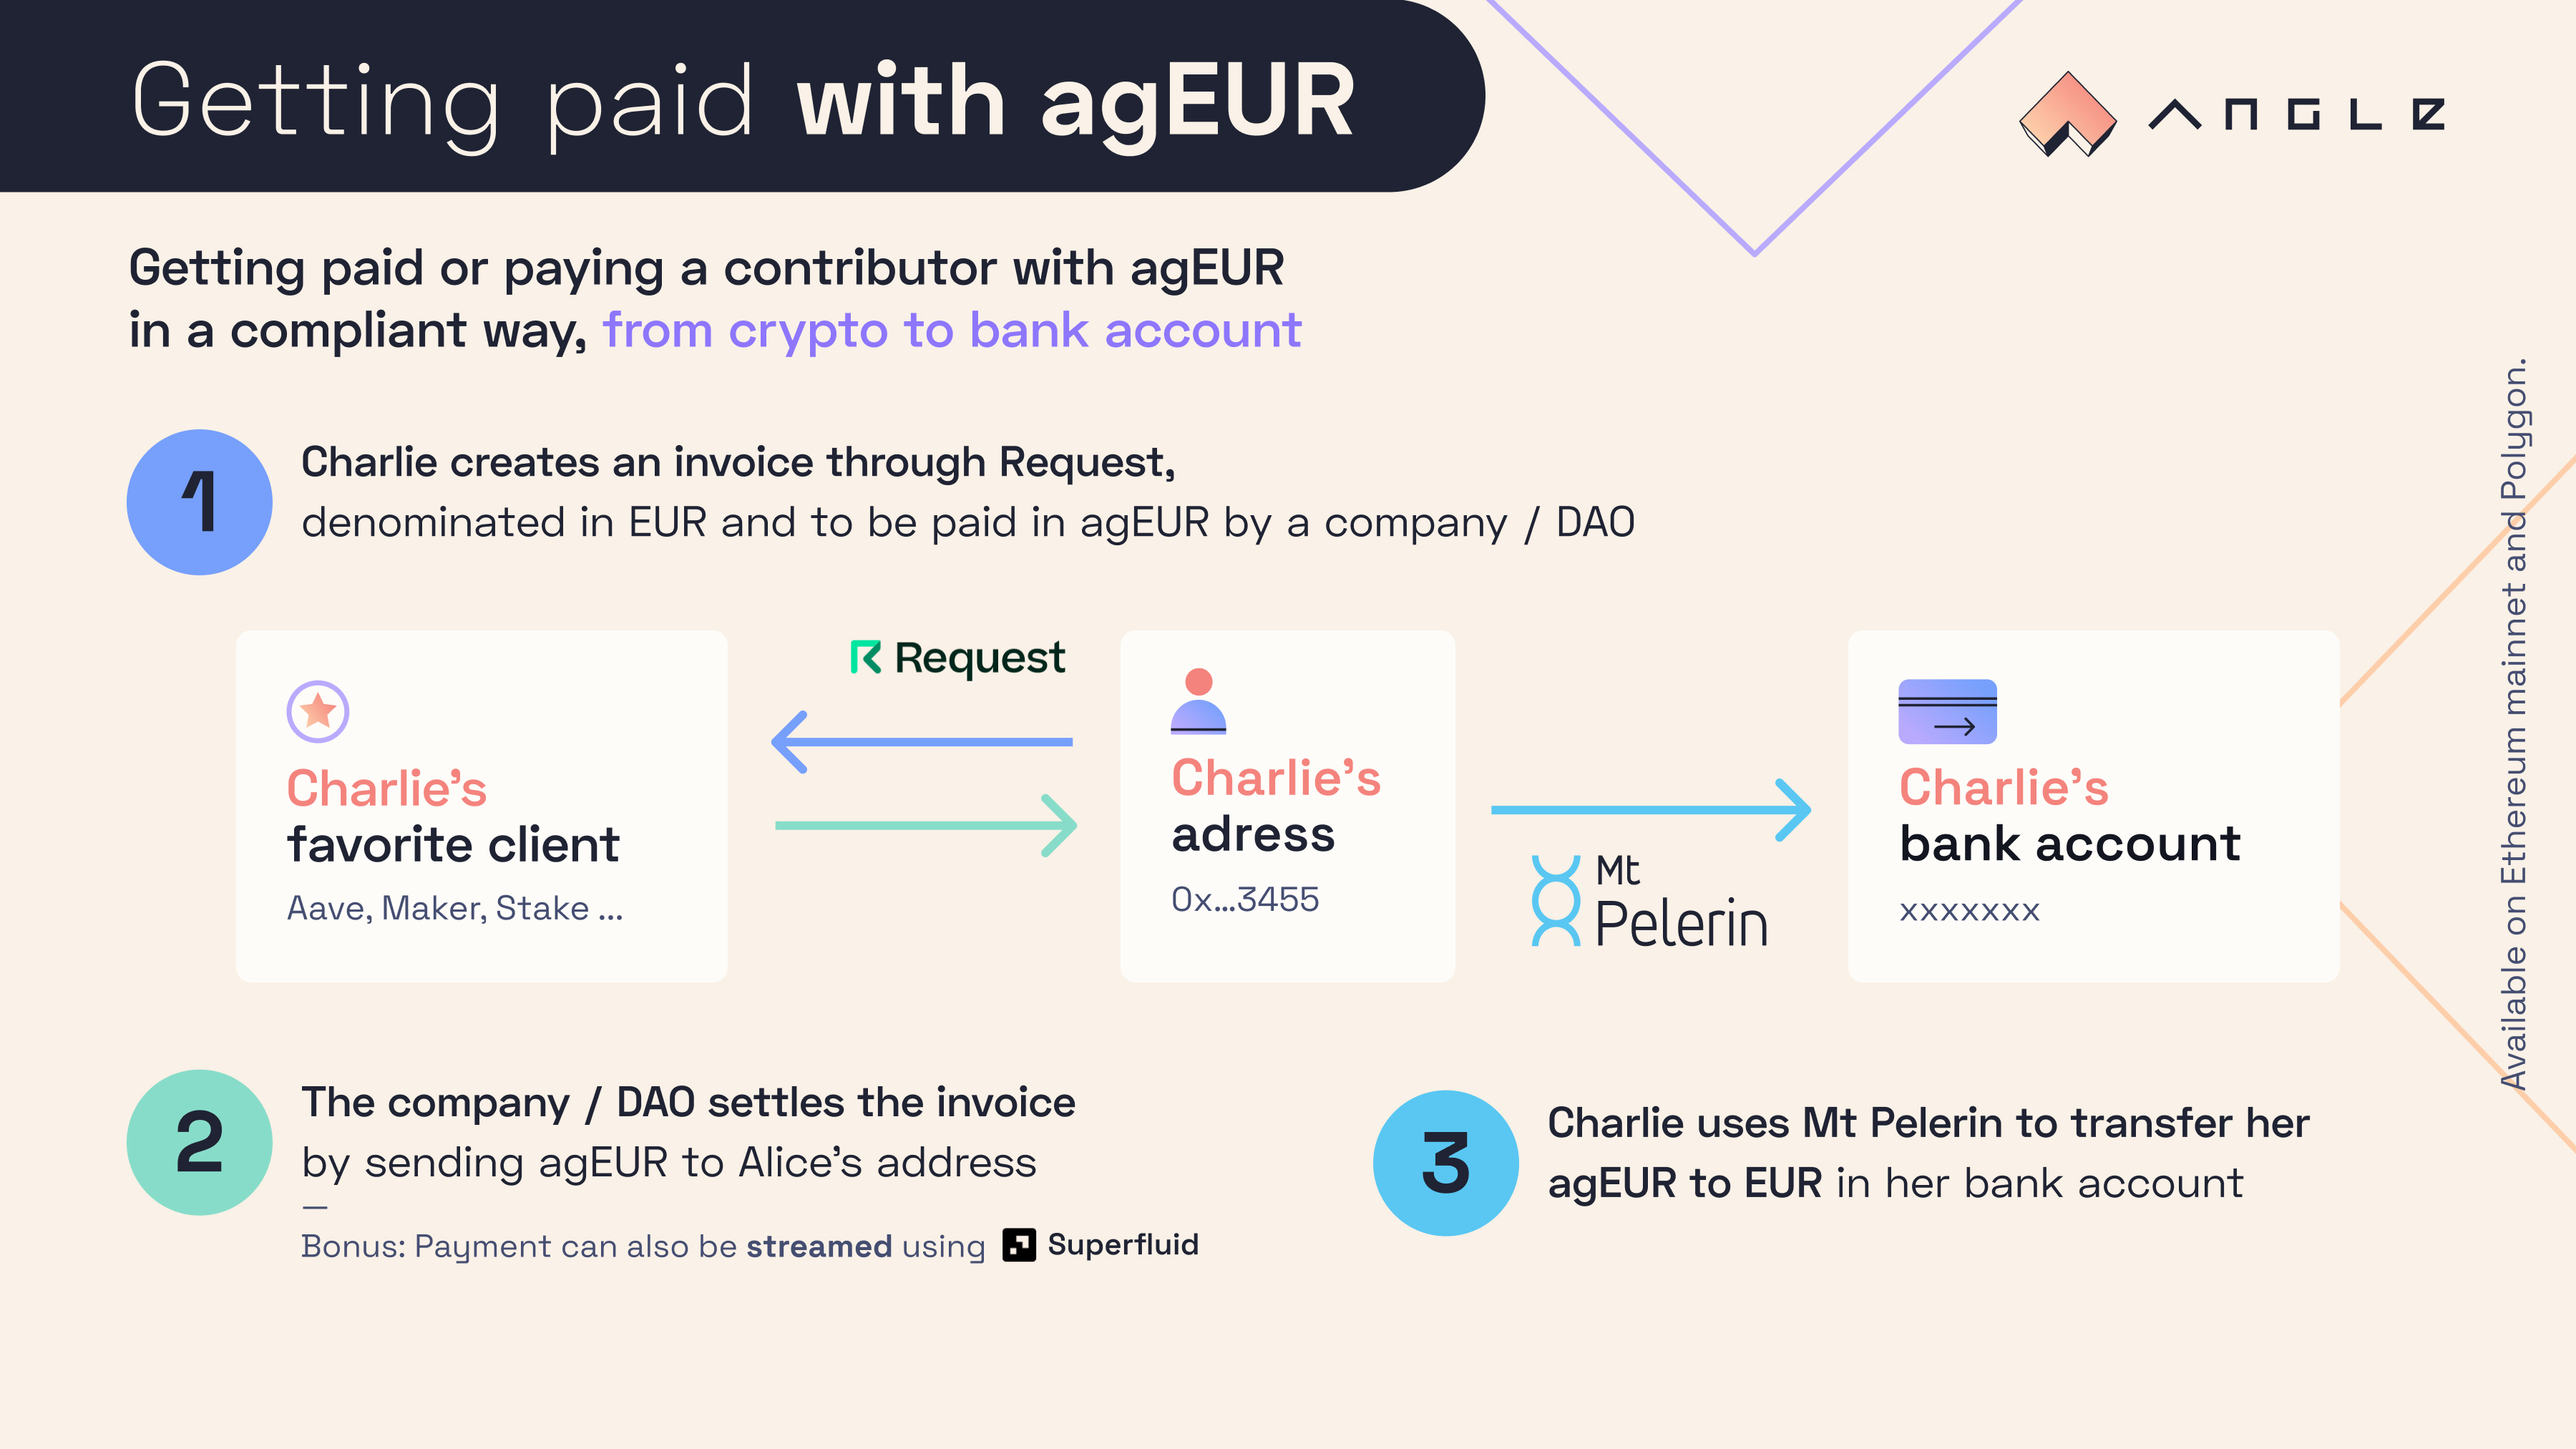 Getting paid with agEUR
ANGLE
Getting paid or paying a contributor with agEUR
in a compliant way, from crypto to bank account
1
Charlie creates an invoice through Request,
denominated in EUR and to be paid in agEUR by a company / DAO
Charlie's
favorite client
Aave, Maker, Stake ...
Request
Charlie's
adress
0x...3455
Mt
Pelerin
Charlie's
bank account
xxxxxxx
2
The company / DAO settles the invoice
by sending agEUR to Alice's address
—
Bonus: Payment can also be streamed using Superfluid
3
Charlie uses Mt Pelerin to transfer her
agEUR to EUR in her bank account
Available on Ethereum mainnet and Polygon.